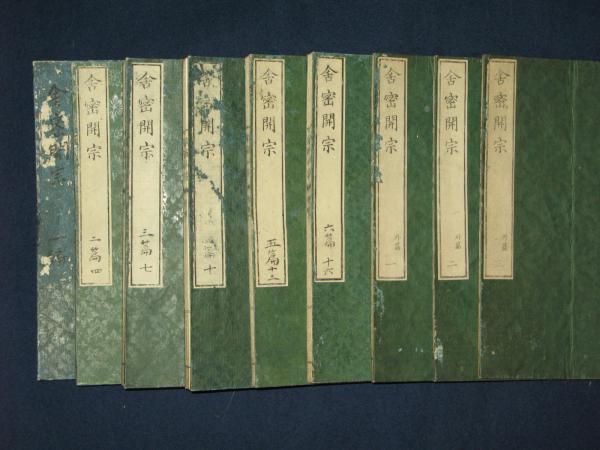 舎密開宗
二篇 四
舎密開宗
三篇 七
密開宗
篇 十
舎密開宗
五篇 十三
舎密開宗
六篇 十六
舎密開宗
外篇 一
舎密開宗
外篇 二
舎密開宗